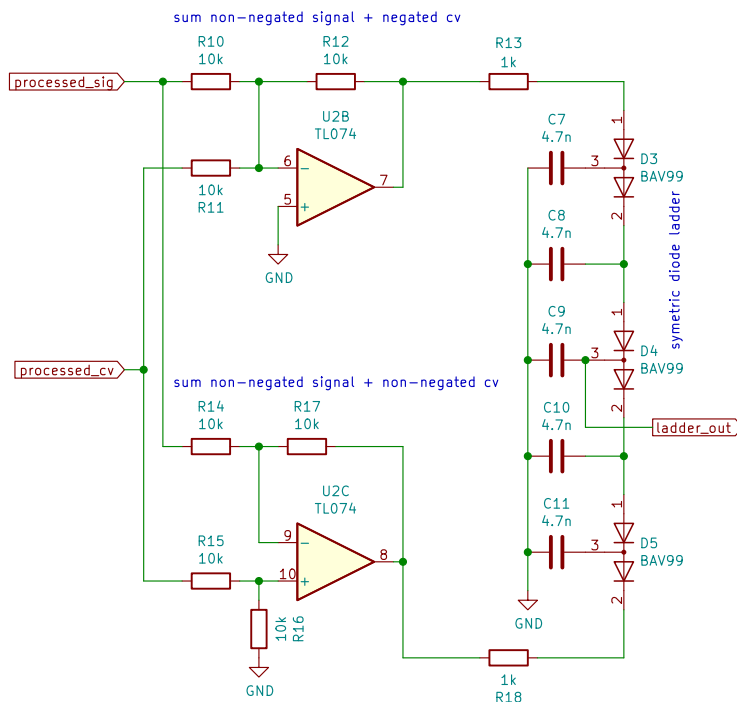 sum non-negated signal + negated cv
R10
10k
R12
10k
R13
1k
processed_sig
U2B
TL074
C7
4.7n
1
6
7
5
10k
R11
3
D3
BAV99
2
GND
C8
4.7n
symetric diode ladder
C9
4.7n
1
3
D4
BAV99
2
processed_cv
sum non-negated signal + non-negated cv
R14
10k
R17
10k
C10
4.7n
ladder_out
U2C
TL074
C11
4.7n
1
R15
10k
9
8
10
3
D5
BAV99
2
10k
R16
GND
GND
1k
R18